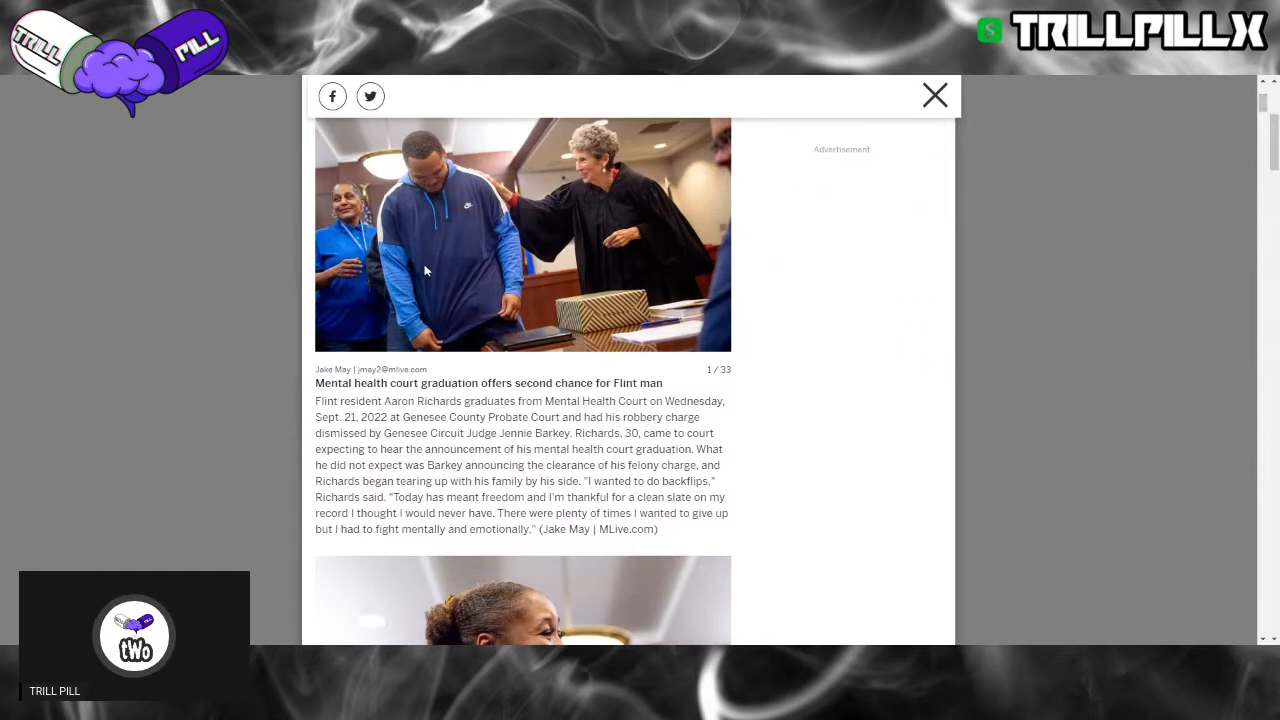 TRILL
PILL
TRILLPILLX
Advertisement
Jake May | jmay2@mlive.com
1 / 33
Mental health court graduation offers second chance for Flint man
Flint resident Aaron Richards graduates from Mental Health Court on Wednesday,
Sept. 21, 2022 at Genesee County Probate Court and had his robbery charge
dismissed by Genesee Circuit Judge Jennie Barkey. Richards, 30, came to court
expecting to hear the announcement of his mental health court graduation. What
he did not expect was Barkey announcing the clearance of his felony charge, and
Richards began tearing up with his family by his side. "I wanted to do backflips,"
Richards said. "Today has meant freedom and I'm thankful for a clean slate on my
record I thought I would never have. There were plenty of times I wanted to give up
but I had to fight mentally and emotionally." (Jake May | MLive.com)
tWo
TRILL PILL